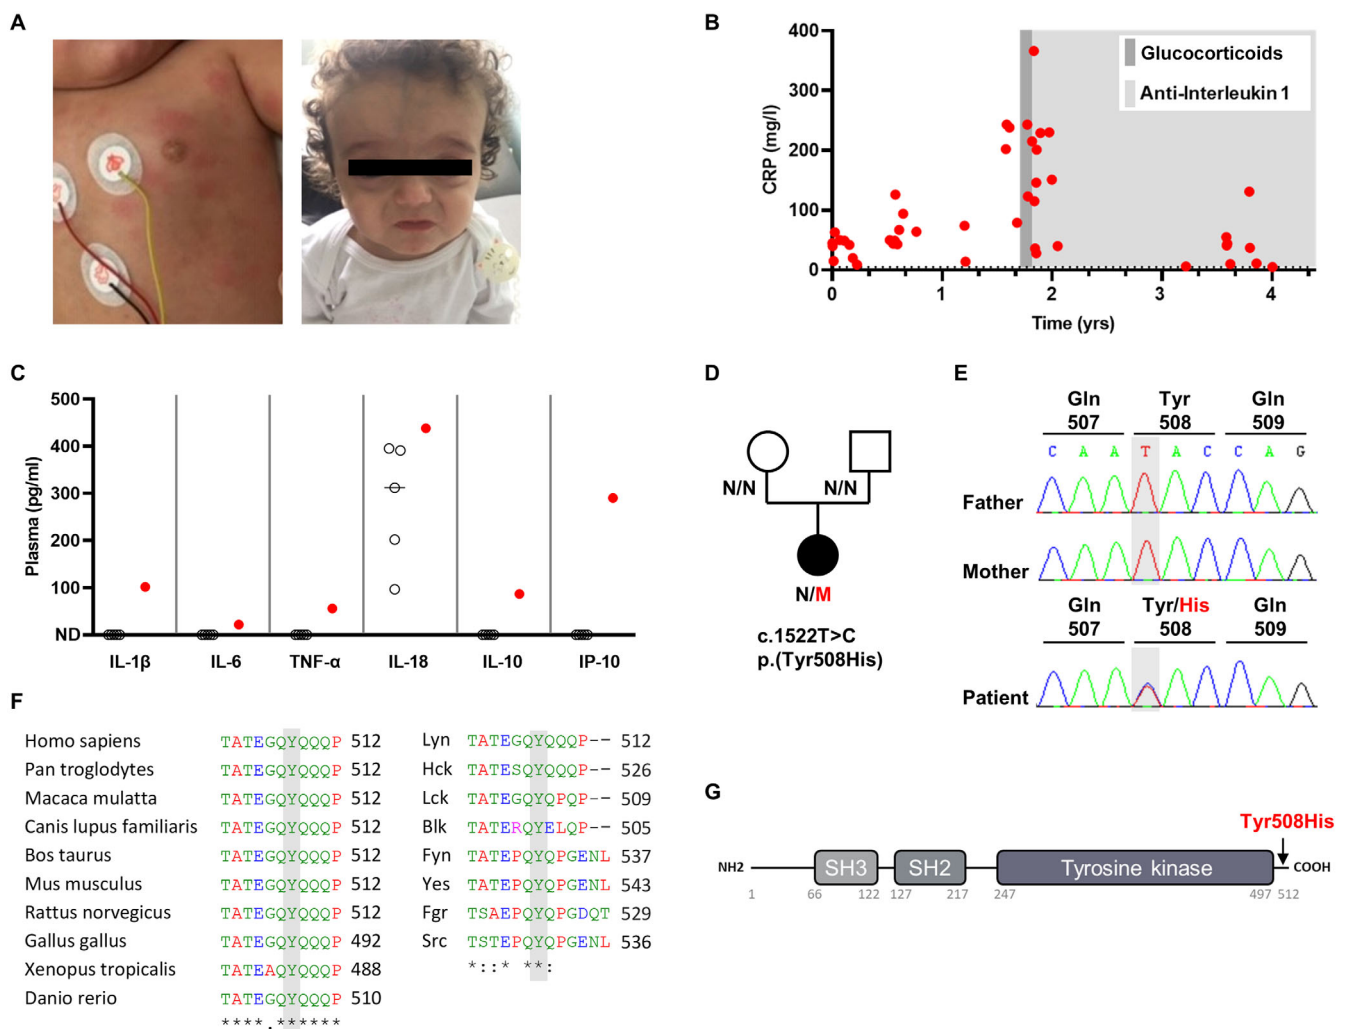 A
B
400
300
200
100
0
CRP (mg/l)
Glucocorticoids
Anti-Interleukin 1
0 1 2 3 4
Time (yrs)
C
500
400
300
200
100
ND
Plasma (pg/ml)
IL-1β IL-6 TNF-α IL-18 IL-10 IP-10
D
N/N N/N
N/M
c.1522T>C
p.(Tyr508His)
E
Gln Tyr Gln
507 508 509
C A A T A C C A G
Father
Mother
Gln Tyr/His Gln
507 508 509
Patient
F
Homo sapiens TATEGQYQQQP 512
Pan troglodytes TATEGQYQQQP 512
Macaca mulatta TATEGQYQQQP 512
Canis lupus familiaris TATEGQYQQQP 512
Bos taurus TATEGQYQQQP 512
Mus musculus TATEGQYQQQP 512
Rattus norvegicus TATEGQYQQQP 512
Gallus gallus TATEGQYQQQP 492
Xenopus tropicalis TATEAQYQQQP 488
Danio rerio TATEGQYQQQP 510
****.******
Lyn TATEGQYQQQP-- 512
Hck TATESQYQQQP-- 526
Lck TATEGQYQPQP-- 509
Blk TATERQYELQP-- 505
Fyn TATEPQYQPGENL 537
Yes TATEPQYQPGENL 543
Fgr TSAEPQYQPGDQT 529
Src TSTEPQYQPGENL 536
*::* **:
G
Tyr508His
NH2 SH3 SH2 Tyrosine kinase COOH
1 66 122 127 217 247 497 512